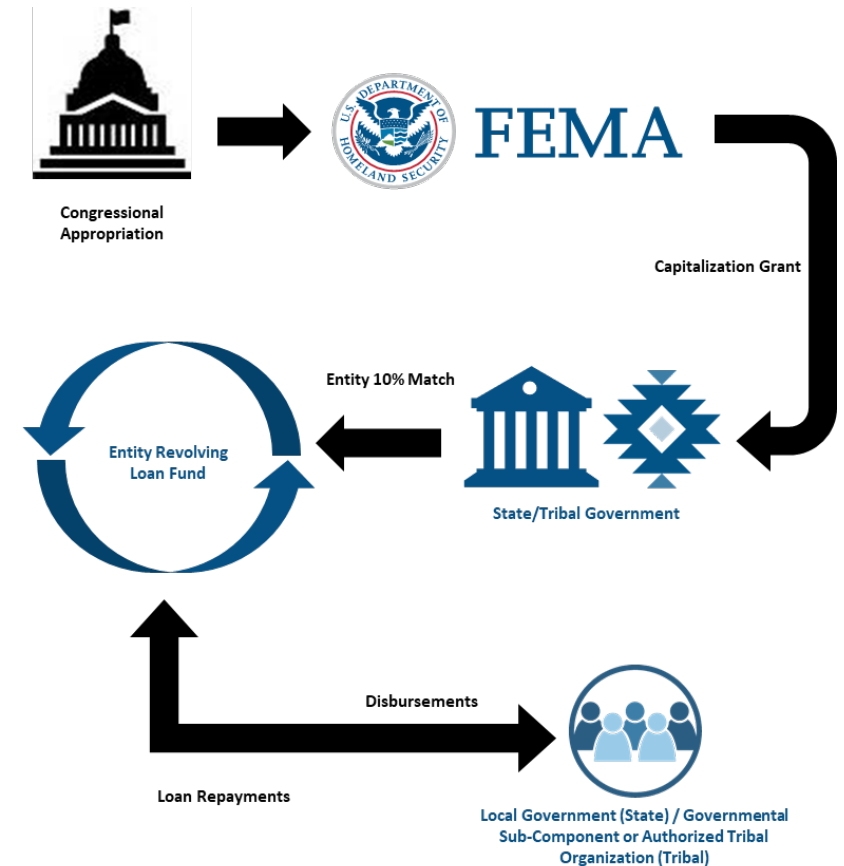 U.S. DEPARTMENT OF
HOMELAND SECURITY
FEMA
Congressional
Appropriation
Capitalization Grant
Entity 10% Match
Entity Revolving
Loan Fund
State/Tribal Government
Disbursements
Loan Repayments
Local Government (State) / Governmental
Sub-Component or Authorized Tribal
Organization (Tribal)